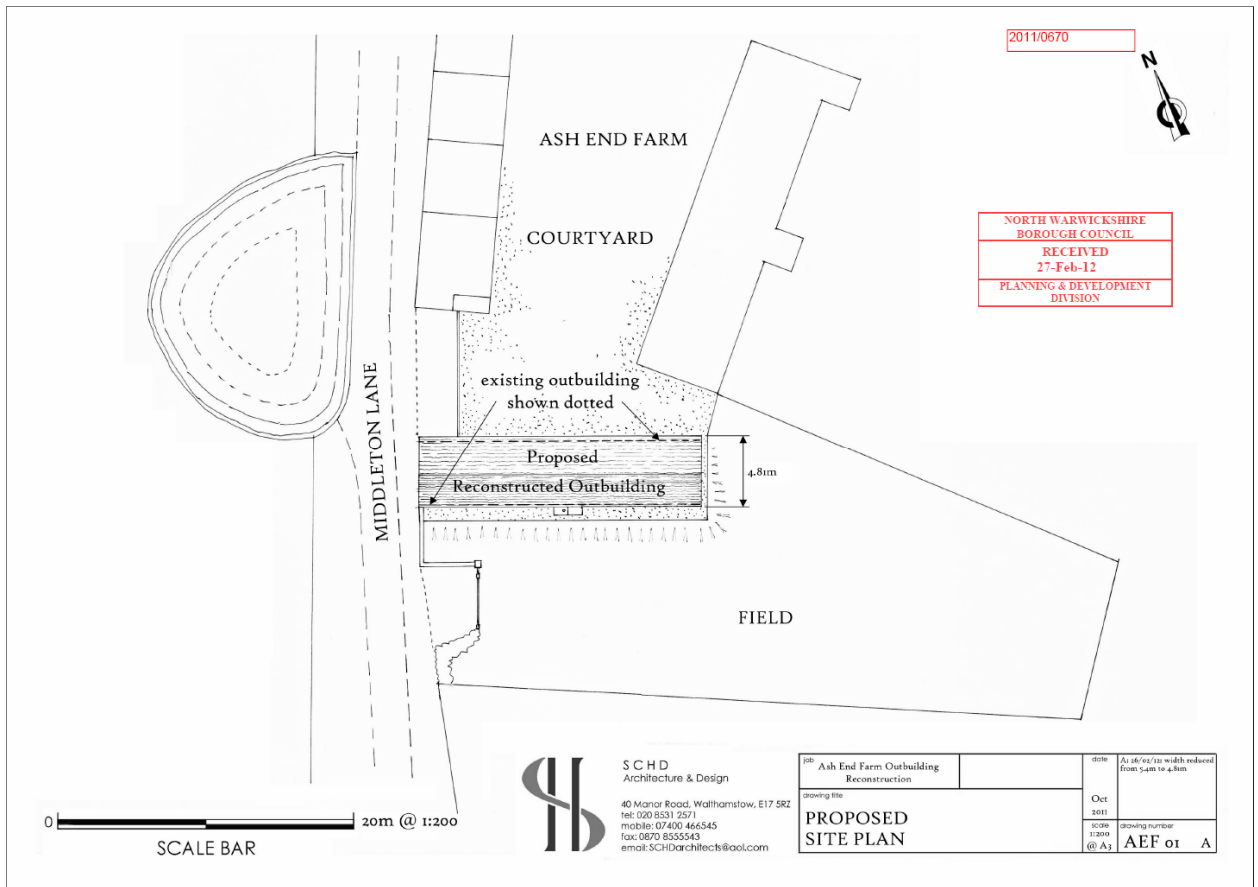 2011/0670
N
NORTH WARWICKSHIRE
BOROUGH COUNCIL
RECEIVED
27-Feb-12
PLANNING & DEVELOPMENT
DIVISION
ASH END FARM
COURTYARD
existing outbuilding
shown dotted
MIDDLETON LANE
Proposed
Reconstructed Outbuilding
4.81m
FIELD
0
20m @ 1:200
SCALE BAR
SCHD
Architecture & Design
40 Manor Road, Walthamstow, E17 5RZ
tel: 020 8531 2571
mobile: 07400 466545
fax: 0870 8555543
email: SCHDarchitects@aol.com
job
Ash End Farm Outbuilding
Reconstruction
drawing title
PROPOSED
SITE PLAN
date
Oct
2011
A: 26/02/12: width reduced
from 5.4m to 4.81m
scale
1:200
@ A3
drawing number
AEF 01 A